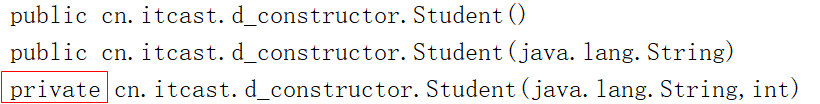 public cn.itcast.d_constructor.Student()
public cn.itcast.d_constructor.Student(java.lang.String)
private cn.itcast.d_constructor.Student(java.lang.String,int)